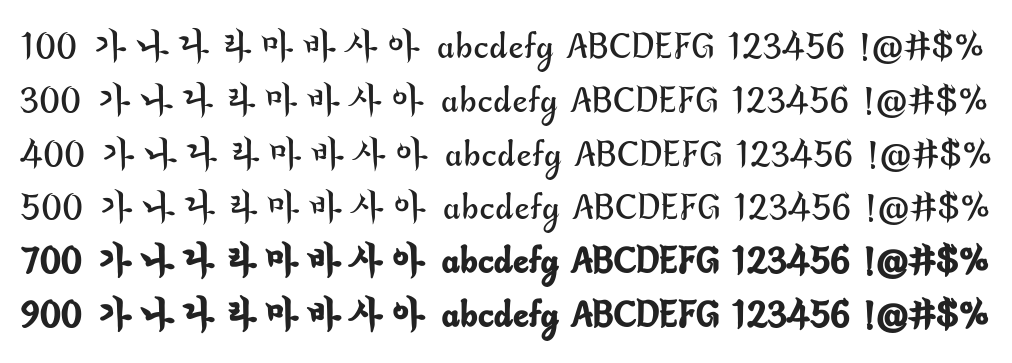 100 가 나 다 라 마 바 사 아 abcdefg ABCDEFG 123456 !@#$%
300 가 나 다 라 마 바 사 아 abcdefg ABCDEFG 123456 !@#$%
400 가 나 다 라 마 바 사 아 abcdefg ABCDEFG 123456 !@#$%
500 가 나 다 라 마 바 사 아 abcdefg ABCDEFG 123456 !@#$%
700 가 나 다 라 마 바 사 아 abcdefg ABCDEFG 123456 !@#$%
900 가 나 다 라 마 바 사 아 abcdefg ABCDEFG 123456 !@#$%